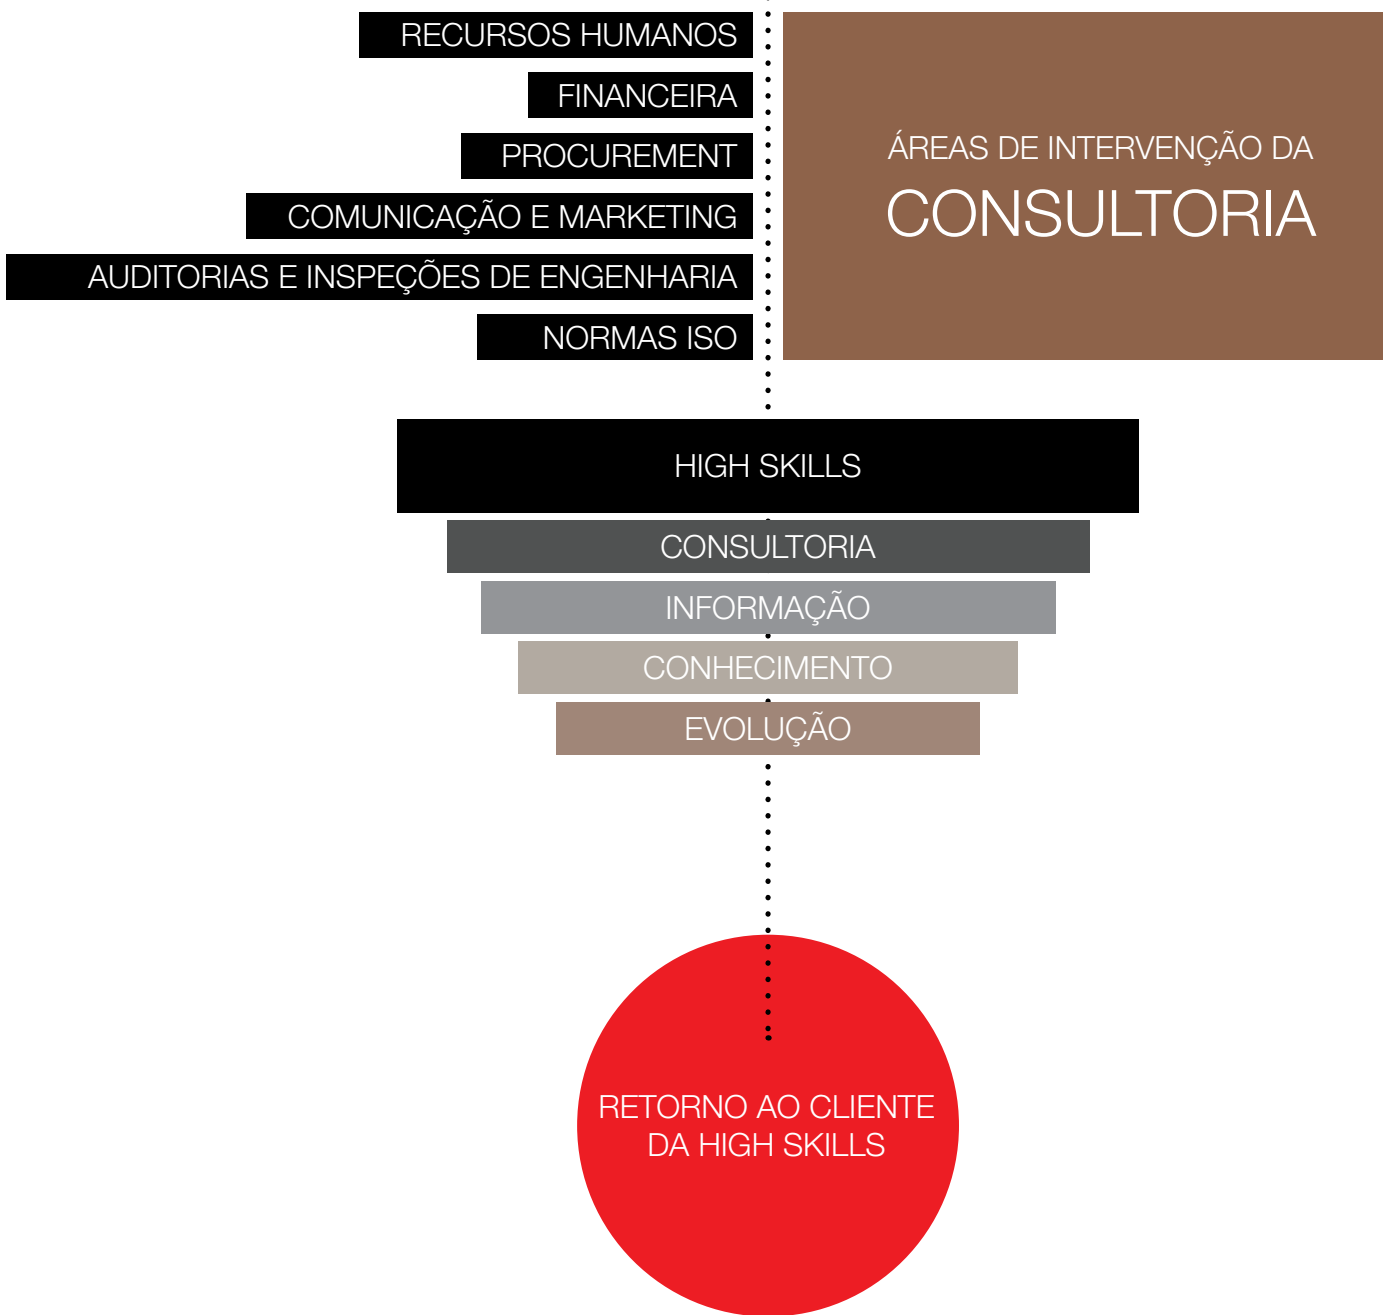 RECURSOS HUMANOS
FINANCEIRA
PROCUREMENT
COMUNICAÇÃO E MARKETING
AUDITORIAS E INSPEÇÕES DE ENGENHARIA
NORMAS ISO
ÁREAS DE INTERVENÇÃO DA
CONSULTORIA
HIGH SKILLS
CONSULTORIA
INFORMAÇÃO
CONHECIMENTO
EVOLUÇÃO
RETORNO AO CLIENTE
DA HIGH SKILLS